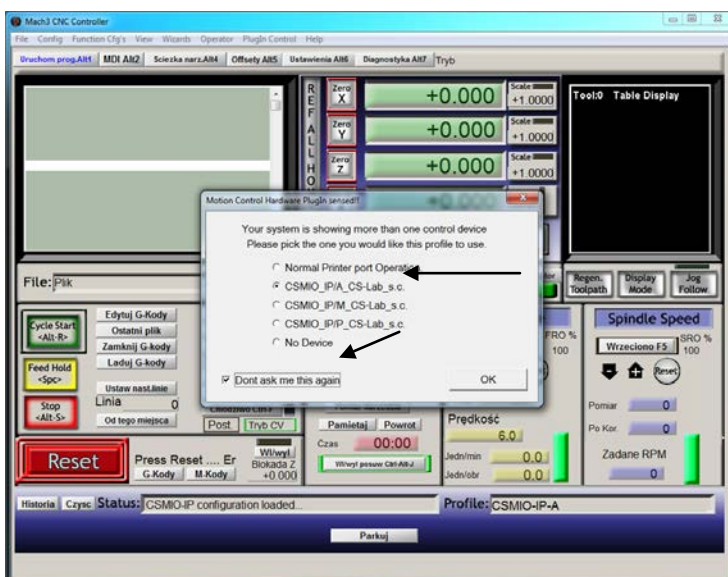 Mach3 CNC Controller
File Config Function Cfg's View Wizards Operator PlugIn Control Help
Uruchom prog.Alt1 MDI Alt2 Sciezka narz.Alt4 Offsety Alt5 Ustawienia Alt6 Diagnostyka Alt7 Tryb
REF ALL HO
Zero X +0.000 Scale +1.0000
Zero Y +0.000 Scale +1.0000
Zero Z +0.000 Scale +1.0000
Tool:0 Table Display
Motion Control Hardware PlugIn sensed!!
Your system is showing more than one control device
Please pick the one you would like this profile to use.
Normal Printer port Operation
CSMIO_IP/A_CS-Lab_s.c.
CSMIO_IP/M_CS-Lab_s.c.
CSMIO_IP/P_CS-Lab_s.c.
No Device
Dont ask me this again
OK
File: Plik
Regen. Toolpath
Display Mode
Jog Follow
Cycle Start <Alt-R>
Feed Hold <Spc>
Stop <Alt-S>
Edytuj G-Kody
Ostatni plik
Zamknij G-kody
Laduj G-kody
Ustaw nast.linie
Linia 0
Od tego miejsca
Post Tryb CV
Reset
Press Reset .... Er
G-Kody M-Kody
Wl/wyl
Blokada Z
+0.000
Pamietaj Powrot
Czas 00:00
Wl/wyl posuw Ctrl-Alt-J
FRO %
100
Prędkość
6.0
Jedn/min 0.0
Jedn/obr 0.0
Spindle Speed
Wrzeciono F5
SRO %
100
Reset
Pomiar 0
Po Kor. 0
Zadane RPM
0
Historia Czysc Status: CSMIO-IP configuration loaded...
Profile: CSMIO-IP-A
Parkuj